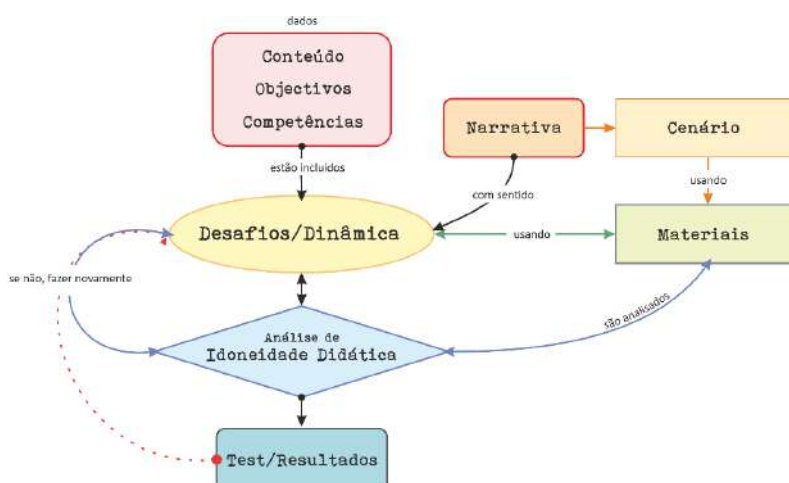 dados
Conteúdo
Objectivos
Competências
Narrativa
Cenário
estão incluidos
com sentido
usando
Desafios/Dinâmica
usando
Materiais
se não, fazer novamente
são analisados
Análise de
Idoneidade Didática
Test/Resultados